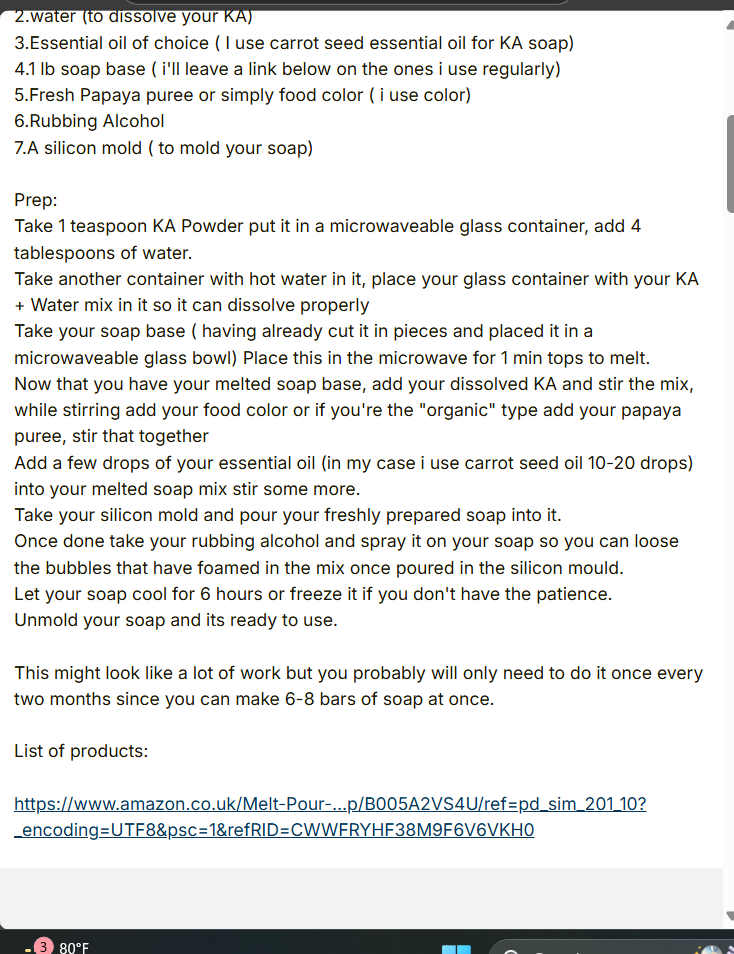 2.water (to dissolve your KA)
3.Essential oil of choice ( I use carrot seed essential oil for KA soap)
4.1 lb soap base ( i'll leave a link below on the ones i use regularly)
5.Fresh Papaya puree or simply food color ( i use color)
6.Rubbing Alcohol
7.A silicon mold ( to mold your soap)
Prep:
Take 1 teaspoon KA Powder put it in a microwaveable glass container, add 4
tablespoons of water.
Take another container with hot water in it, place your glass container with your KA
+ Water mix in it so it can dissolve properly
Take your soap base ( having already cut it in pieces and placed it in a
microwaveable glass bowl) Place this in the microwave for 1 min tops to melt.
Now that you have your melted soap base, add your dissolved KA and stir the mix,
while stirring add your food color or if you're the "organic" type add your papaya
puree, stir that together
Add a few drops of your essential oil (in my case i use carrot seed oil 10-20 drops)
into your melted soap mix stir some more.
Take your silicon mold and pour your freshly prepared soap into it.
Once done take your rubbing alcohol and spray it on your soap so you can loose
the bubbles that have foamed in the mix once poured in the silicon mould.
Let your soap cool for 6 hours or freeze it if you don't have the patience.
Unmold your soap and its ready to use.
This might look like a lot of work but you probably will only need to do it once every
two months since you can make 6-8 bars of soap at once.
List of products:
https://www.amazon.co.uk/Melt-Pour-...p/B005A2VS4U/ref=pd_sim_201_10?
_encoding=UTF8&psc=1&refRID=CWWFRYHF38M9F6V6VKH0
3 80°F